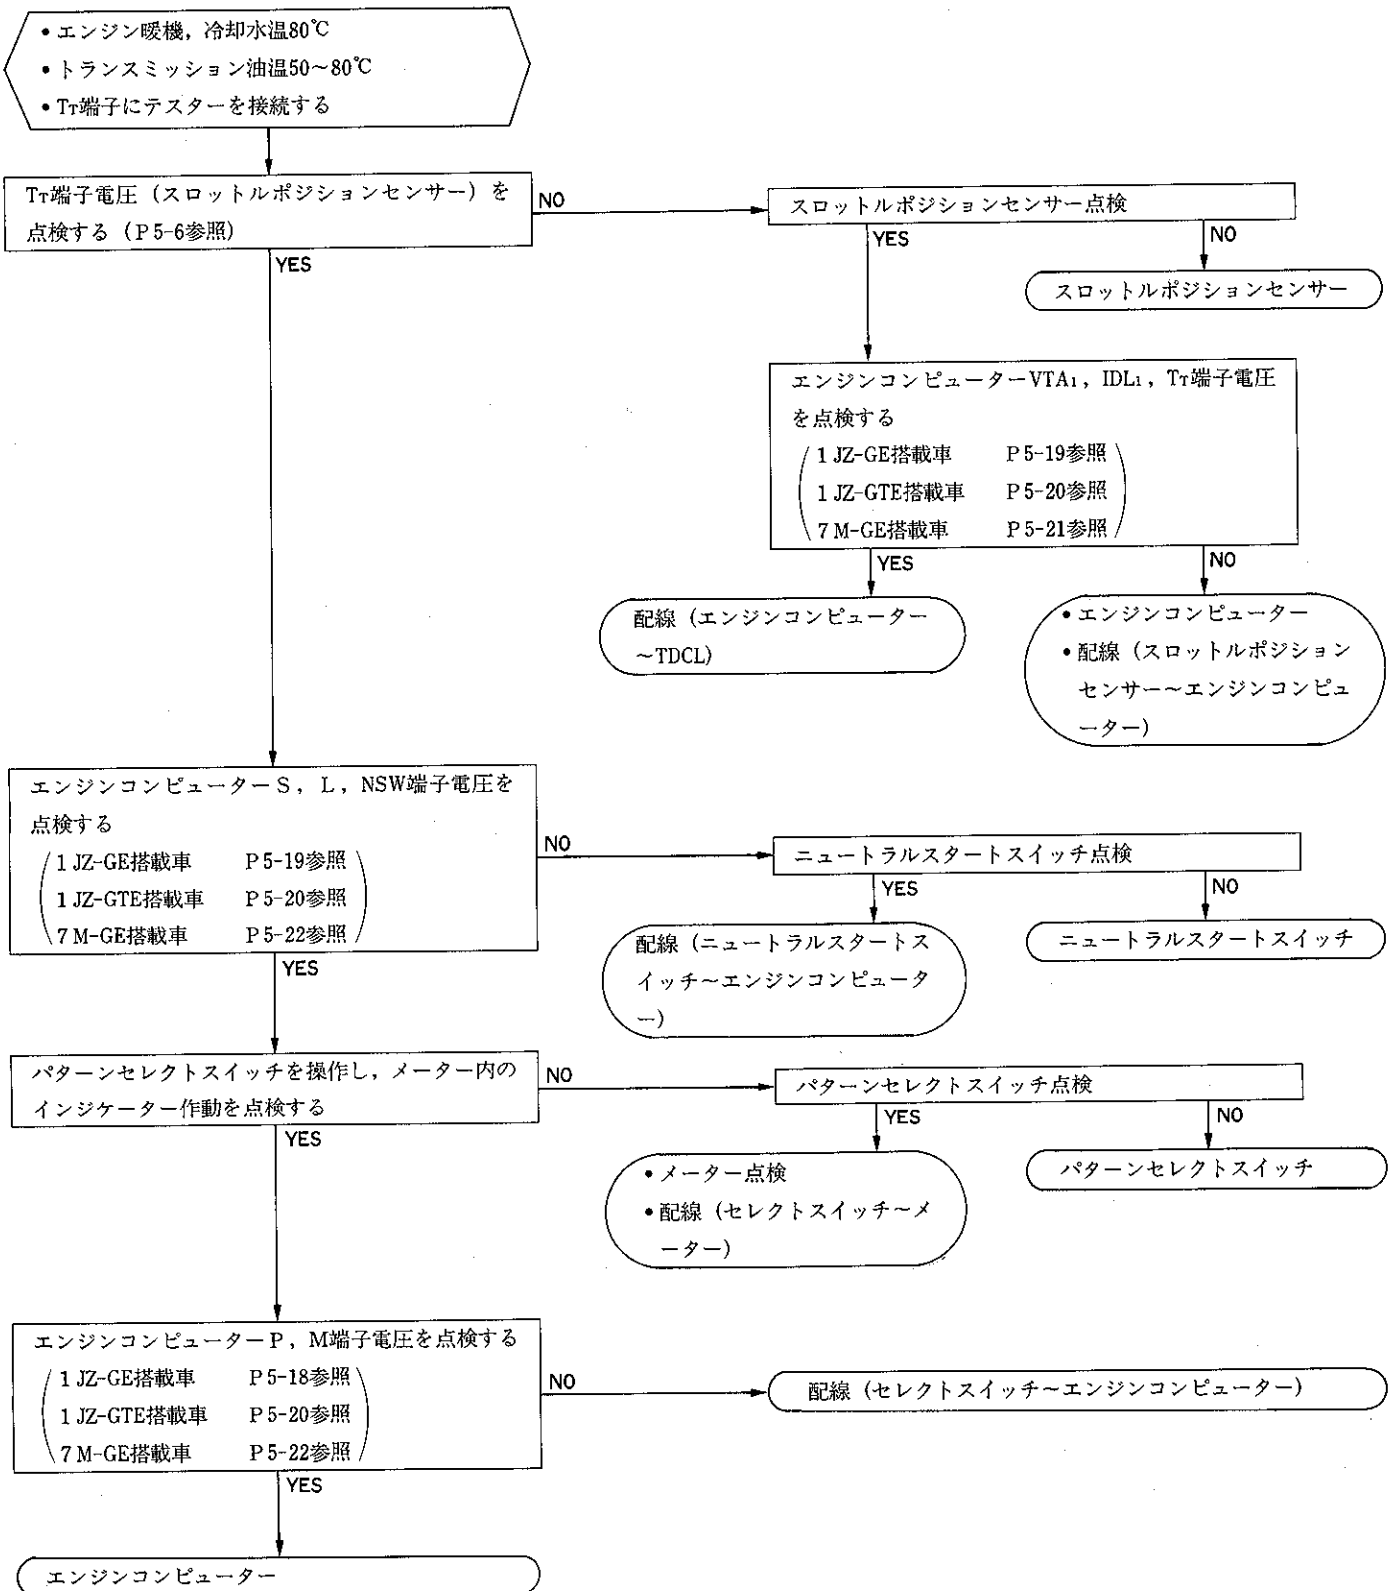 • エンジン暖機，冷却水温80℃
• トランスミッション油温50～80℃
• TT端子にテスターを接続する
TT端子電圧（スロットルポジションセンサー）を
点検する（P5-6参照）
NO
スロットルポジションセンサー点検
YES
NO
スロットルポジションセンサー
YES
エンジンコンピューターVTA1，IDL1，TT端子電圧
を点検する
1 JZ-GE搭載車 P5-19参照
1 JZ-GTE搭載車 P5-20参照
7 M-GE搭載車 P5-21参照
YES
NO
配線（エンジンコンピューター
～TDCL）
• エンジンコンピューター
• 配線（スロットルポジション
センサー～エンジンコンピュ
ーター）
エンジンコンピューターS，L，NSW端子電圧を
点検する
1 JZ-GE搭載車 P5-19参照
1 JZ-GTE搭載車 P5-20参照
7 M-GE搭載車 P5-22参照
NO
ニュートラルスタートスイッチ点検
YES
NO
配線（ニュートラルスタートス
イッチ～エンジンコンピュータ
ー）
ニュートラルスタートスイッチ
YES
パターンセレクトスイッチを操作し，メーター内の
インジケーター作動を点検する
NO
パターンセレクトスイッチ点検
YES
NO
• メーター点検
• 配線（セレクトスイッチ～メ
ーター）
パターンセレクトスイッチ
YES
エンジンコンピューターP，M端子電圧を点検する
1 JZ-GE搭載車 P5-18参照
1 JZ-GTE搭載車 P5-20参照
7 M-GE搭載車 P5-22参照
NO
配線（セレクトスイッチ～エンジンコンピューター）
YES
エンジンコンピューター